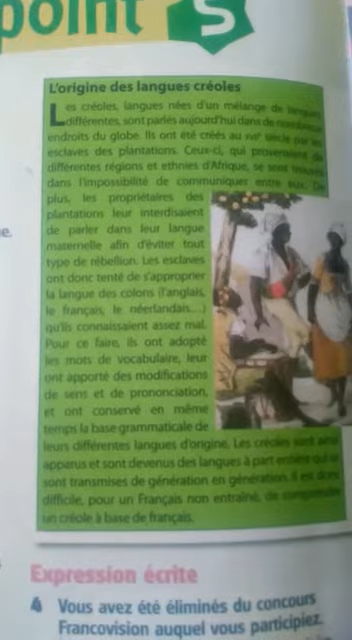 point 5
L'origine des langues créoles
Les créoles, langues nées d'un mélange de langues
différentes, sont parlés aujourd'hui dans de nombreux
endroits du globe. Ils ont été créés au XVIIe siècle par les
esclaves des plantations. Ceux-ci, qui provenaient de
différentes régions et ethnies d'Afrique, se sont trouvés
dans l'impossibilité de communiquer entre eux. De
plus, les propriétaires des
plantations leur interdisaient
de parler dans leur langue
maternelle afin d'éviter tout
type de rébellion. Les esclaves
ont donc tenté de s'approprier
la langue des colons (l'anglais,
le français, le néerlandais...)
qu'ils connaissaient assez mal.
Pour ce faire, ils ont adopté
les mots de vocabulaire, leur
ont apporté des modifications
de sens et de prononciation,
et ont conservé en même
temps la base grammaticale de
leurs différentes langues d'origine. Les créoles sont ainsi
apparus et sont devenus des langues à part entière qui se
sont transmises de génération en génération. Il est donc
difficile, pour un Français non entraîné, de comprendre
un créole à base de français.
Expression écrite
4 Vous avez été éliminés du concours
Francovision auquel vous participiez.